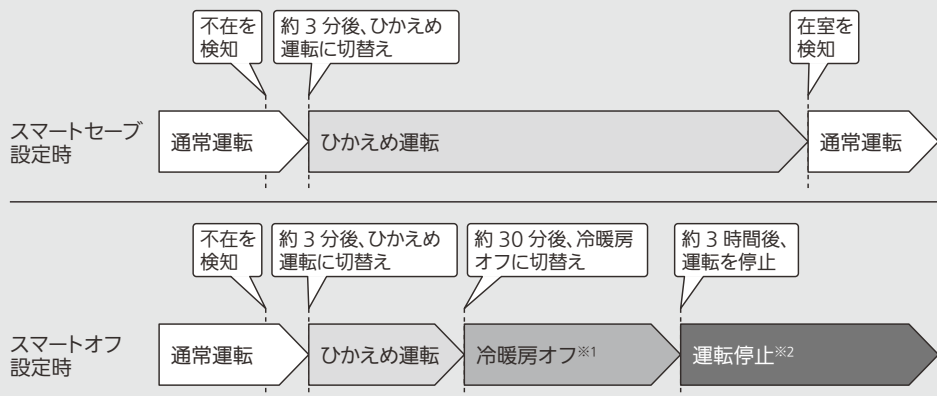 不在を
検知
約 3 分後、ひかえめ
運転に切替え
在室を
検知
スマートセーブ
設定時
通常運転
ひかえめ運転
通常運転
不在を
検知
約 3 分後、ひかえめ
運転に切替え
約 30 分後、冷暖房
オフに切替え
約 3 時間後、
運転を停止
スマートオフ
設定時
通常運転
ひかえめ運転
冷暖房オフ※1
運転停止※2